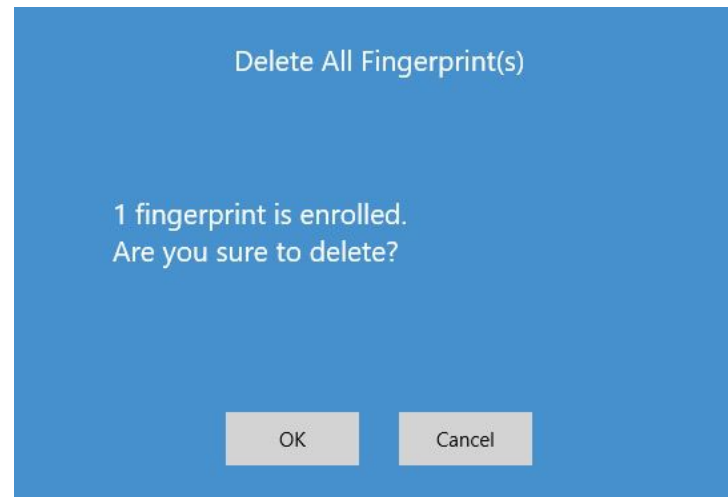 Delete All Fingerprint(s)
1 fingerprint is enrolled.
Are you sure to delete?
OK
Cancel